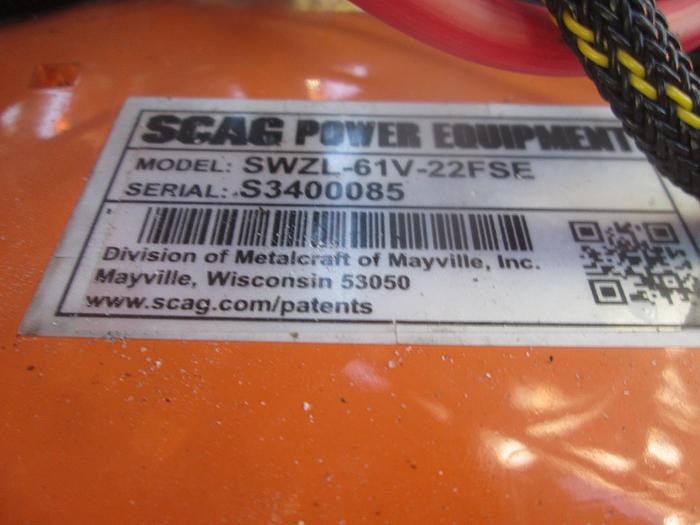 SCAG POWER EQUIPMENT
MODEL: SWZL-61V-22FSE
SERIAL: S3400085
Division of Metalcraft of Mayville, Inc.
Mayville, Wisconsin 53050
www.scag.com/patents